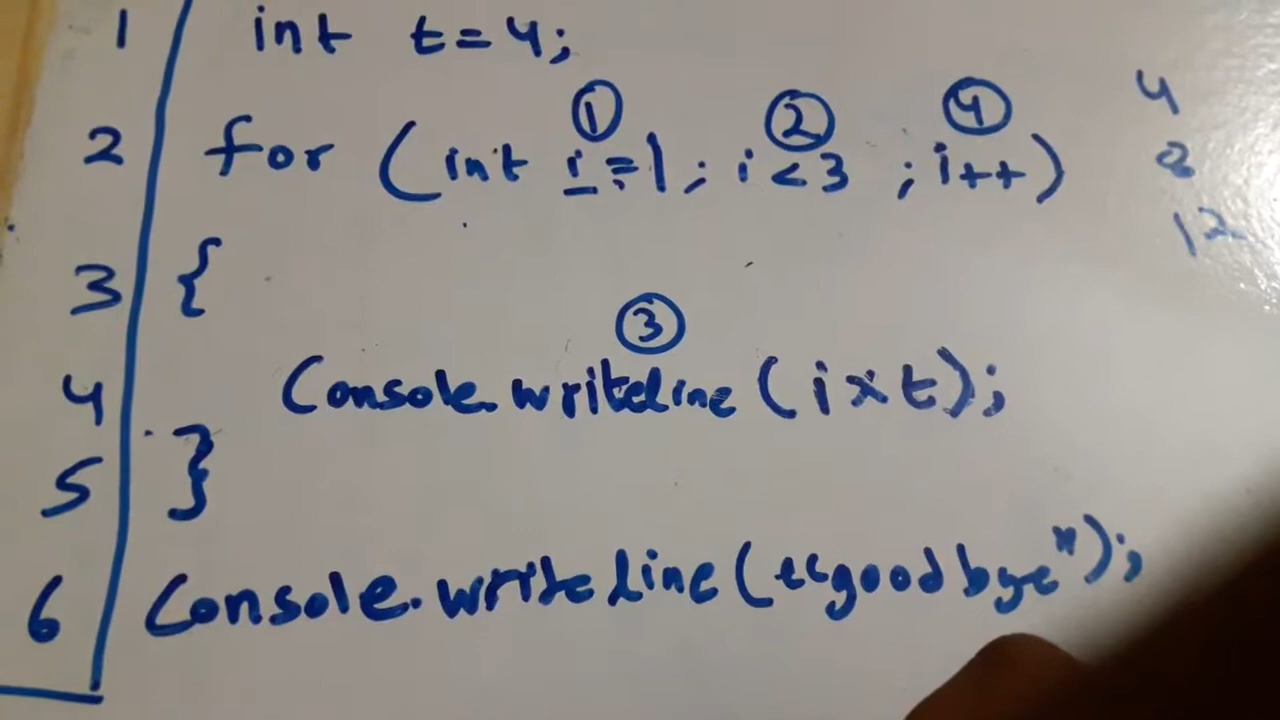 1 int t=4;
2 for (int i=1; i<3 ; i++)
① ② ④
3 {
③
4 Console.writeline (i×t);
5 }
6 Console.writeline ("goodbye");
4
8
12